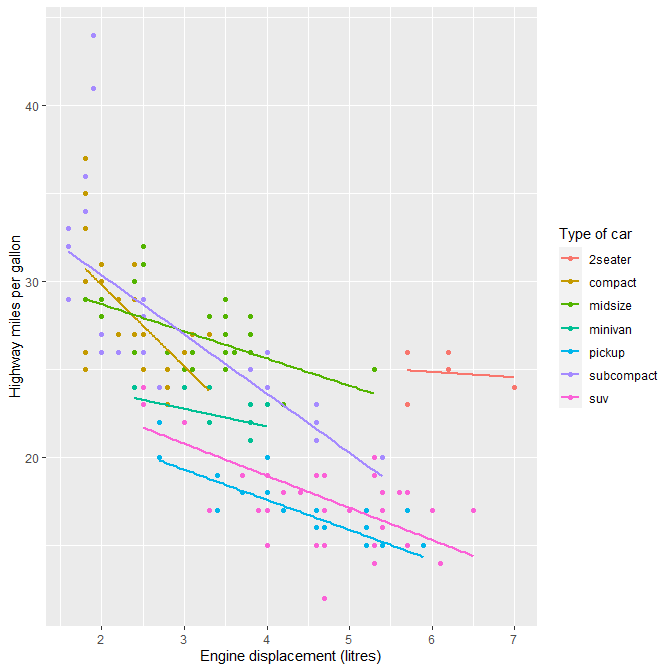 40
30
20
Highway miles per gallon
2 3 4 5 6 7
Engine displacement (litres)
Type of car
2seater
compact
midsize
minivan
pickup
subcompact
suv